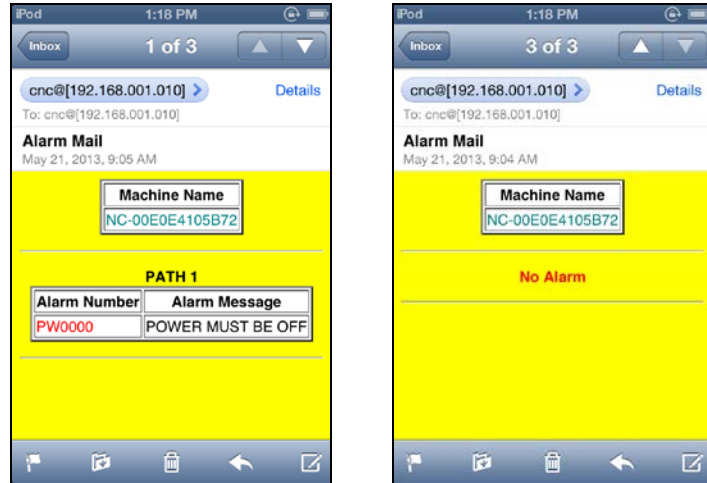 iPod 1:18 PM
Inbox 1 of 3
cnc@[192.168.001.010] > Details
To: cnc@[192.168.001.010]
Alarm Mail
May 21, 2013, 9:05 AM
Machine Name
NC-00E0E4105B72
PATH 1
Alarm Number Alarm Message
PW0000 POWER MUST BE OFF
iPod 1:18 PM
Inbox 3 of 3
cnc@[192.168.001.010] > Details
To: cnc@[192.168.001.010]
Alarm Mail
May 21, 2013, 9:04 AM
Machine Name
NC-00E0E4105B72
No Alarm